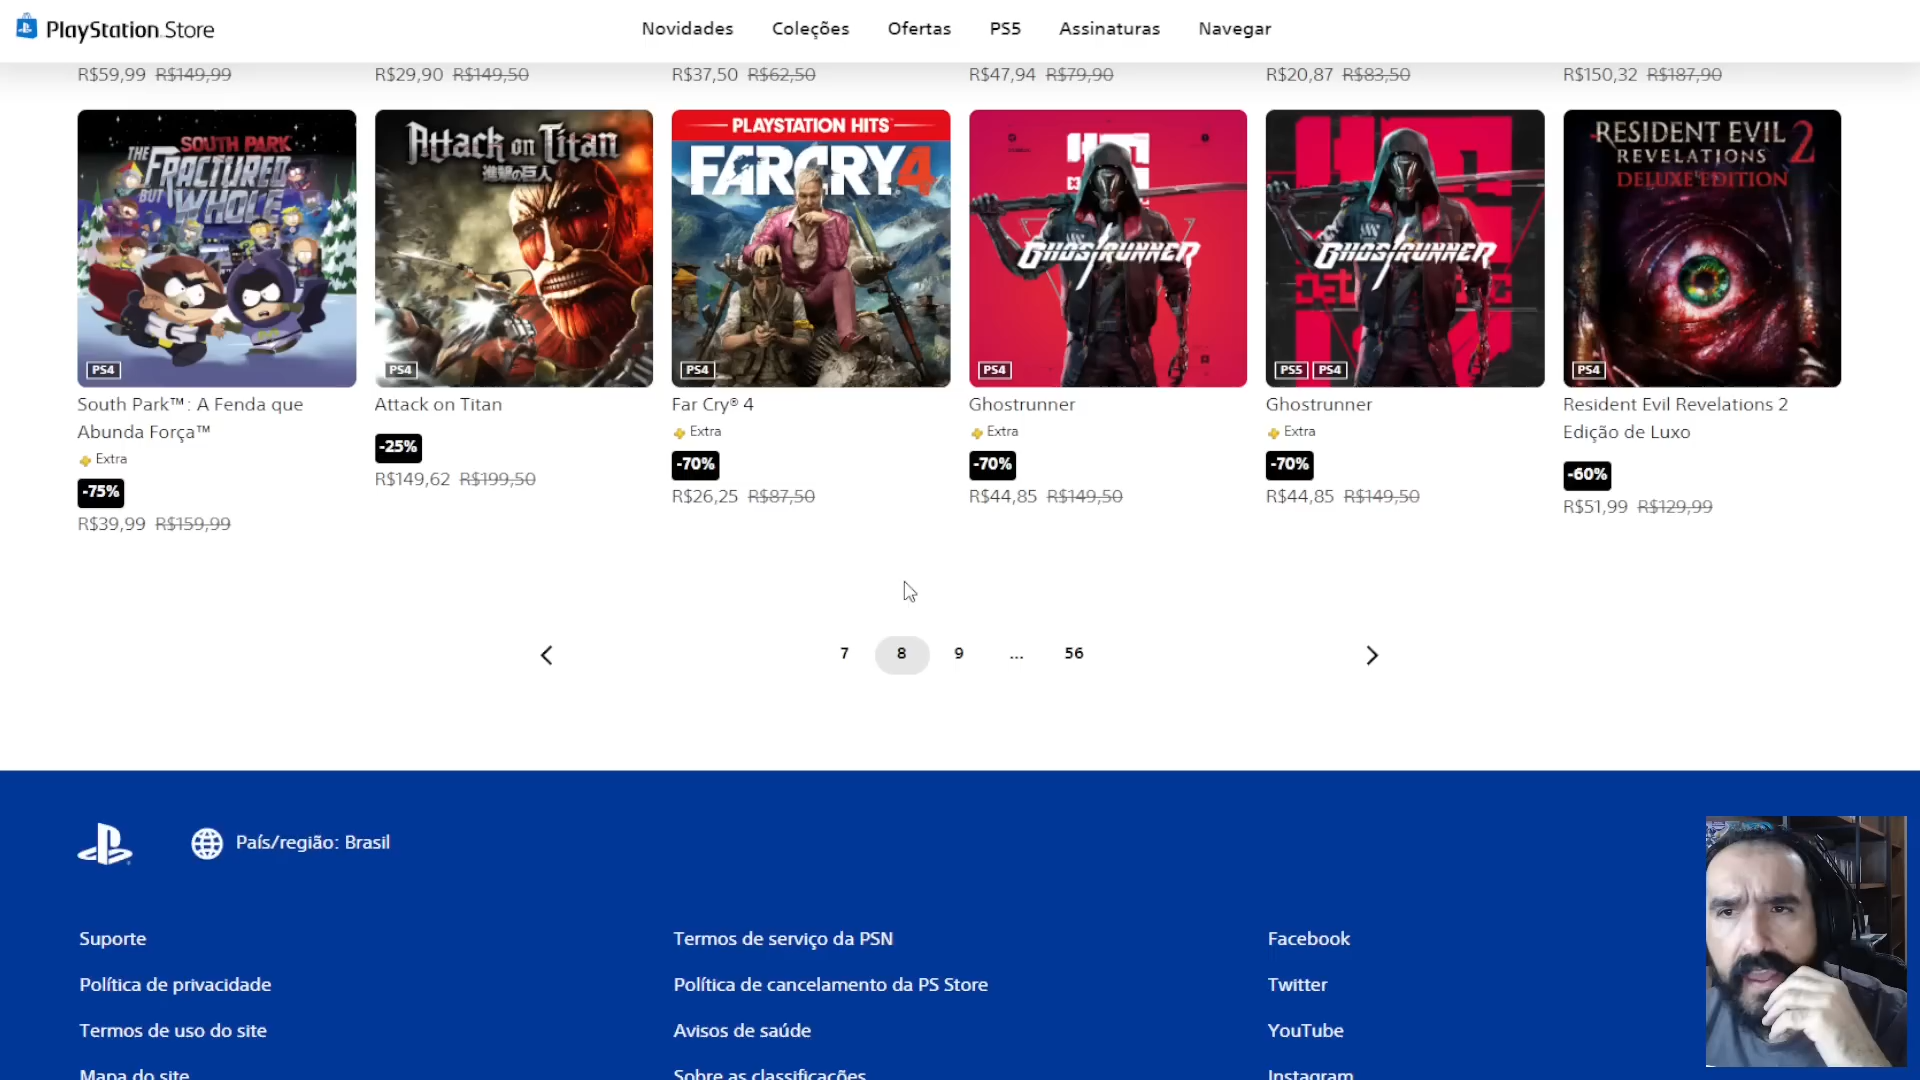 PlayStation Store
Novidades
Coleções
Ofertas
PS5
Assinaturas
Navegar
R$59,99 R$149,99
R$29,90 R$149,50
R$37,50 R$62,50
R$47,94 R$79,90
R$20,87 R$83,50
R$150,32 R$187,90
SOUTH PARK
THE FRACTURED
BUT WHOLE
PS4
Attack on Titan
進撃の巨人
PS4
PLAYSTATION HITS
FARCRY4
PS4
GHOSTRUNNER
PS4
GHOSTRUNNER
PS5 PS4
RESIDENT EVIL
REVELATIONS 2
DELUXE EDITION
PS4
South Park™: A Fenda que
Abunda Força™
Extra
-75%
R$39,99 R$159,99
Attack on Titan
-25%
R$149,62 R$199,50
Far Cry® 4
Extra
-70%
R$26,25 R$87,50
Ghostrunner
Extra
-70%
R$44,85 R$149,50
Ghostrunner
Extra
-70%
R$44,85 R$149,50
Resident Evil Revelations 2
Edição de Luxo
-60%
R$51,99 R$129,99
7 8 9 ... 56
País/região: Brasil
Suporte
Política de privacidade
Termos de uso do site
Mapa do site
Termos de serviço da PSN
Política de cancelamento da PS Store
Avisos de saúde
Sobre as classificações
Facebook
Twitter
YouTube
Instagram